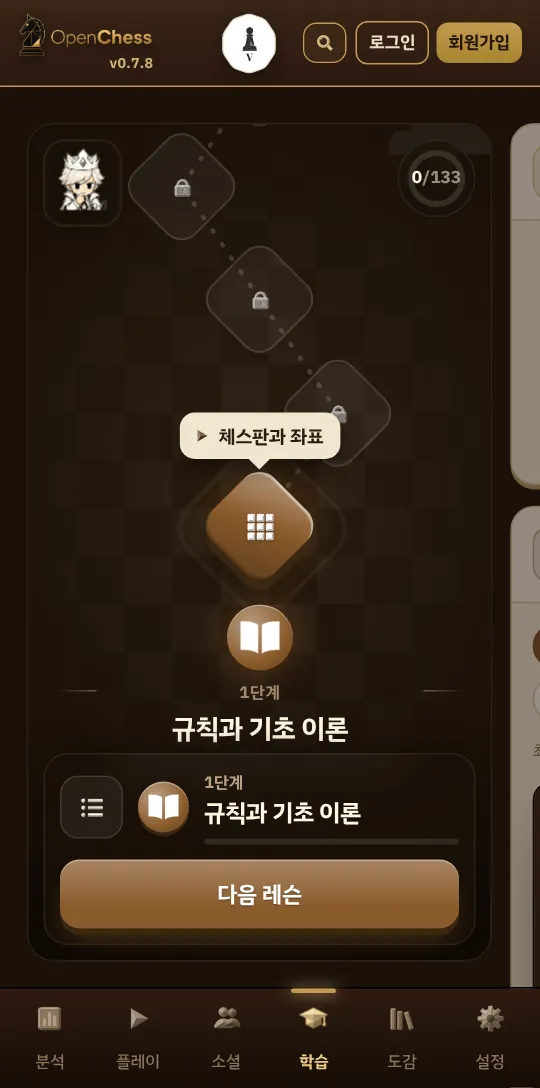 OpenChess
v0.7.8
V
로그인
회원가입
0/133
체스판과 좌표
1단계
규칙과 기초 이론
1단계
규칙과 기초 이론
다음 레슨
분석
플레이
소셜
학습
도감
설정